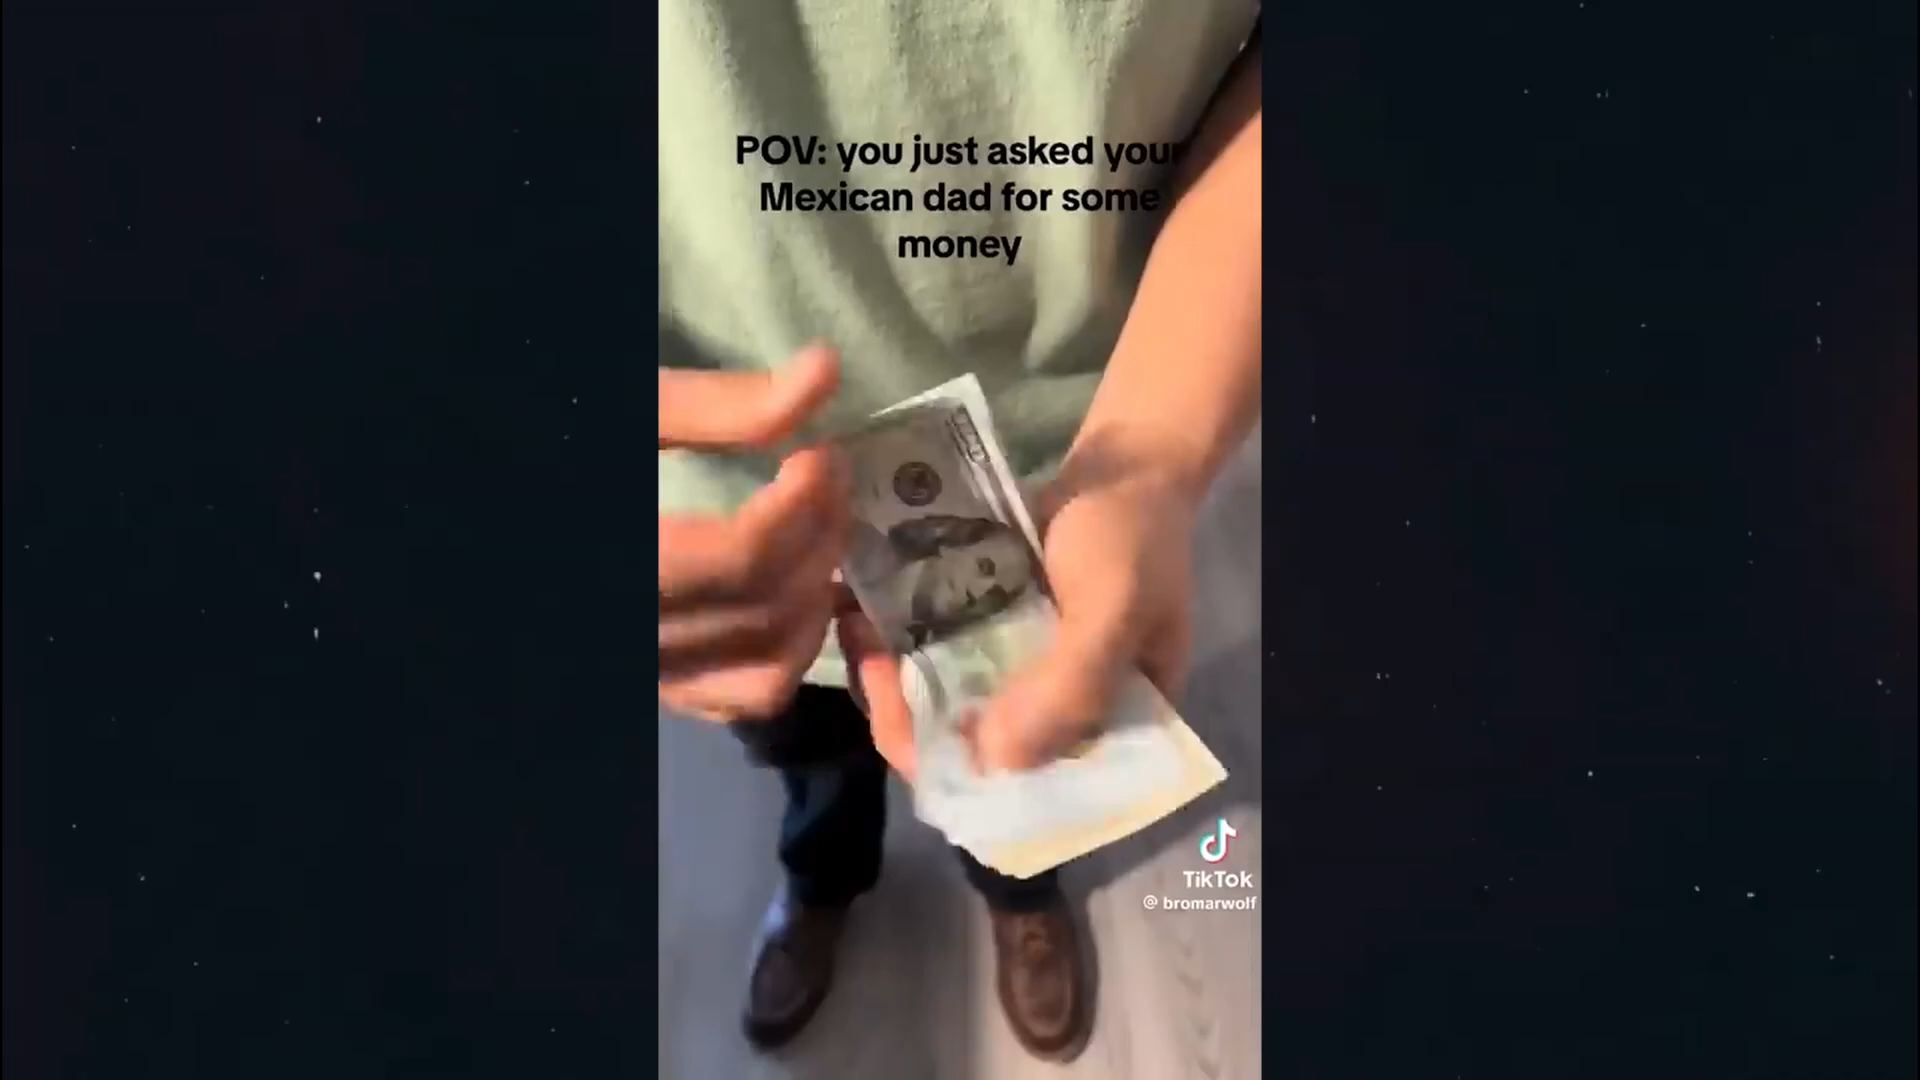 POV: you just asked your
Mexican dad for some
money
TikTok
@ bromarwolf